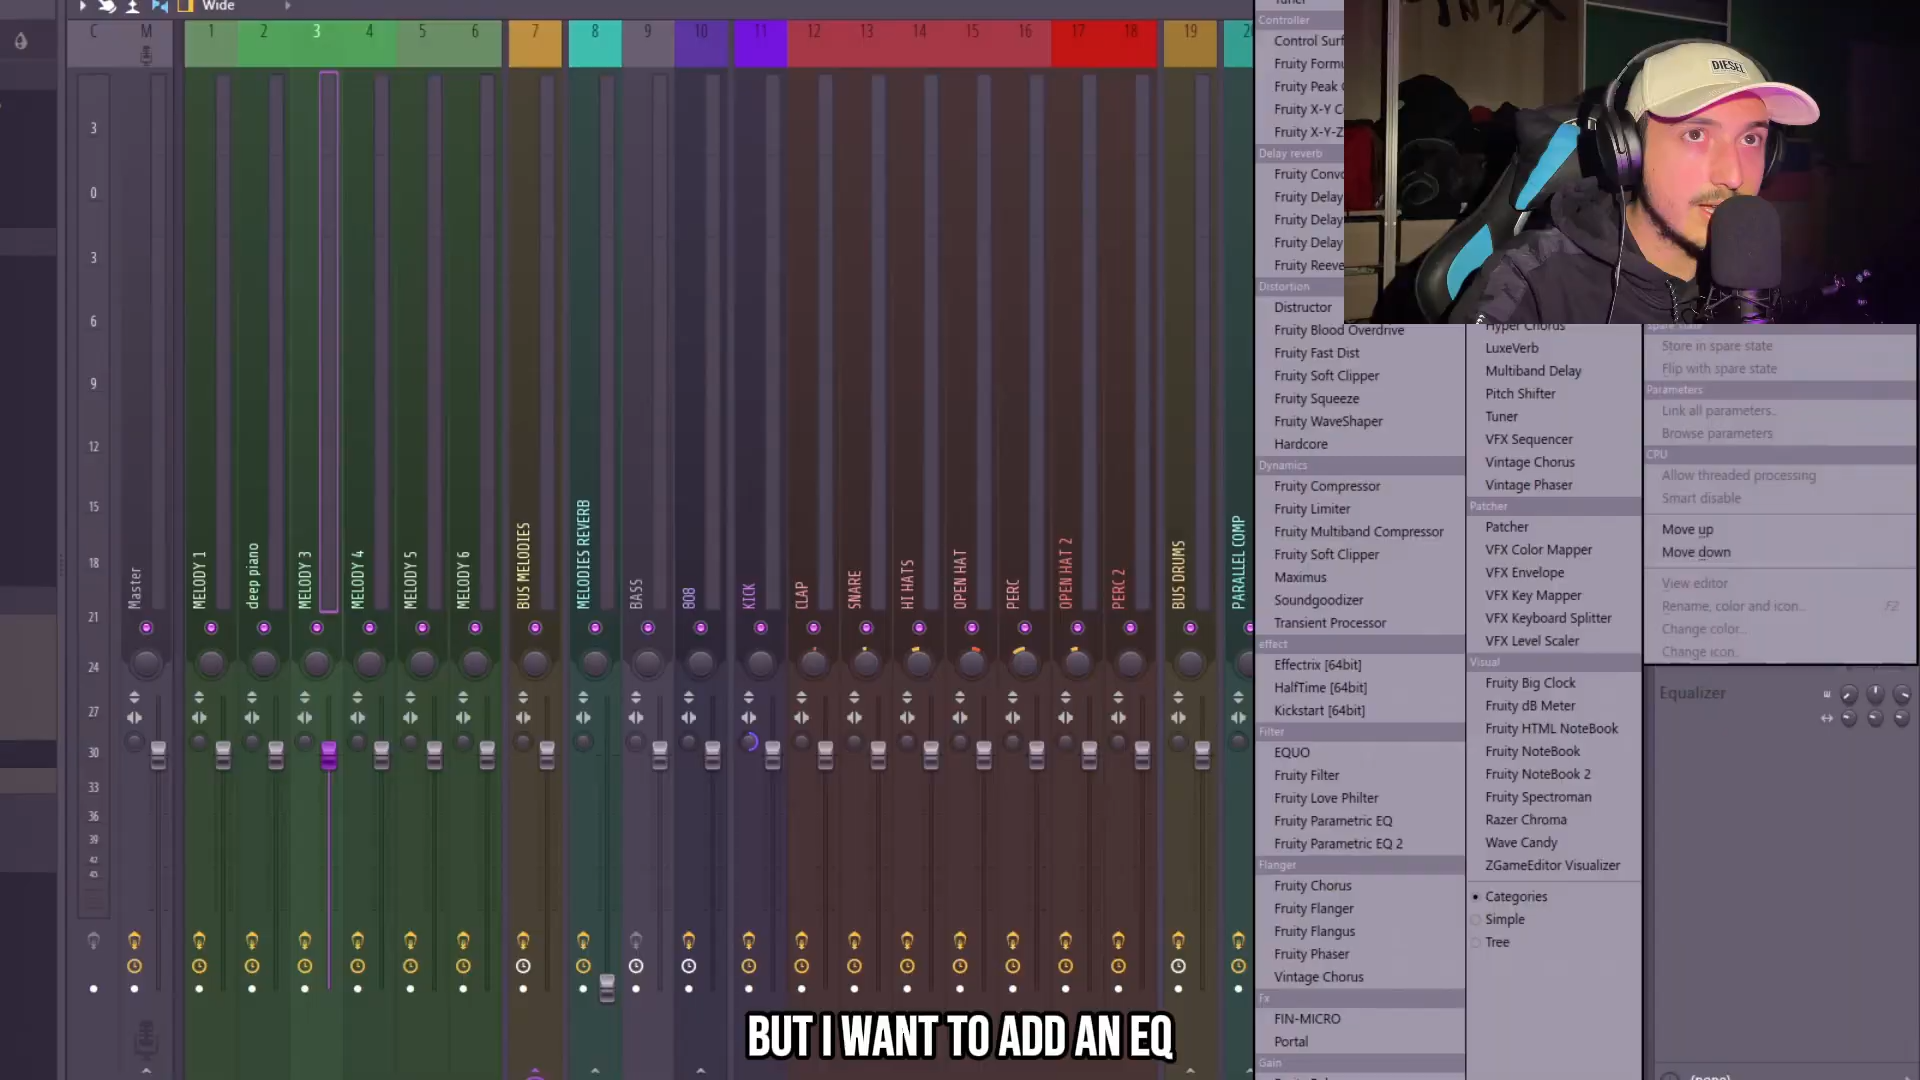 Wide
C
M
1
2
3
4
5
6
7
8
9
10
11
12
13
14
15
16
17
18
19
3
0
3
6
9
12
15
18
21
24
27
30
33
36
39
42
45
Master
MELODY 1
deep piano
MELODY 3
MELODY 4
MELODY 5
MELODY 6
BUS MELODIES
MELODIES REVERB
BASS
808
KICK
CLAP
SNARE
HI HATS
OPEN HAT
PERC
OPEN HAT 2
PERC 2
BUS DRUMS
PARALLEL COMP
Tuner
Controller
Control Surf
Fruity Formu
Fruity Peak
Fruity X-Y C
Fruity X-Y-Z
Delay reverb
Fruity Convo
Fruity Delay
Fruity Delay
Fruity Delay
Fruity Reeve
Distortion
Distructor
Fruity Blood Overdrive
Fruity Fast Dist
Fruity Soft Clipper
Fruity Squeeze
Fruity WaveShaper
Hardcore
Dynamics
Fruity Compressor
Fruity Limiter
Fruity Multiband Compressor
Fruity Soft Clipper
Maximus
Soundgoodizer
Transient Processor
effect
Effectrix [64bit]
HalfTime [64bit]
Kickstart [64bit]
Filter
EQUO
Fruity Filter
Fruity Love Philter
Fruity Parametric EQ
Fruity Parametric EQ 2
Flanger
Fruity Chorus
Fruity Flanger
Fruity Flangus
Fruity Phaser
Vintage Chorus
Fx
FIN-MICRO
Portal
Gain
Hyper Chorus
LuxeVerb
Multiband Delay
Pitch Shifter
Tuner
VFX Sequencer
Vintage Chorus
Vintage Phaser
Patcher
Patcher
VFX Color Mapper
VFX Envelope
VFX Key Mapper
VFX Keyboard Splitter
VFX Level Scaler
Visual
Fruity Big Clock
Fruity dB Meter
Fruity HTML NoteBook
Fruity NoteBook
Fruity NoteBook 2
Fruity Spectroman
Razer Chroma
Wave Candy
ZGameEditor Visualizer
Categories
Simple
Tree
Spare state
Store in spare state
Flip with spare state
Parameters
Link all parameters..
Browse parameters
CPU
Allow threaded processing
Smart disable
Move up
Move down
View editor
Rename, color and icon.. F2
Change color...
Change icon..
Equalizer
(none)
DIESEL
BUT I WANT TO ADD AN EQ